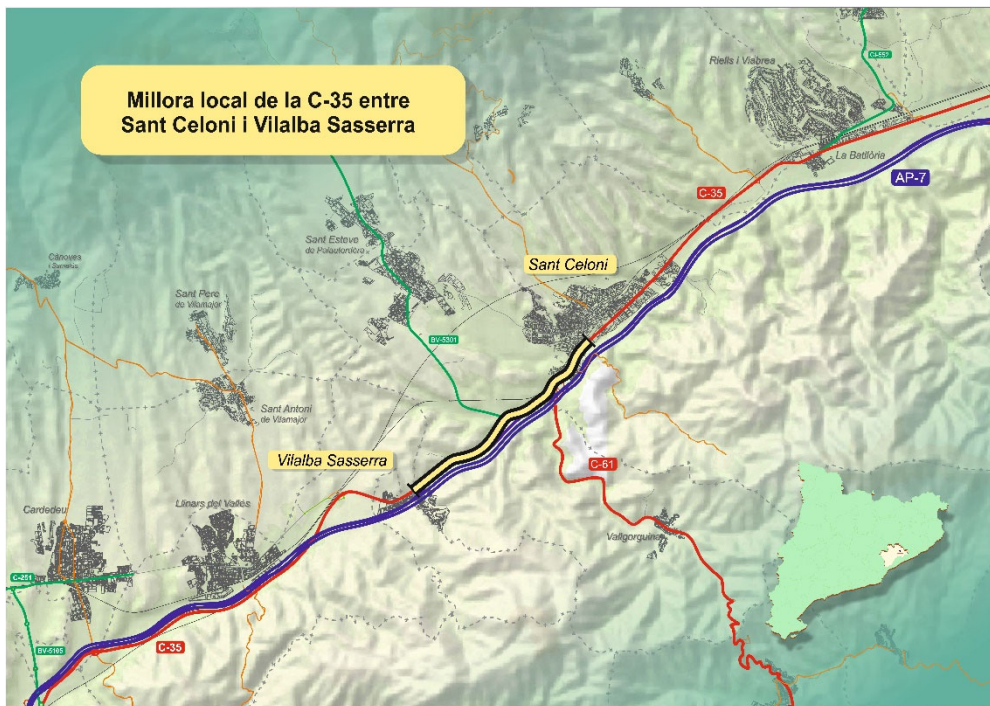 Millora local de la C-35 entre
Sant Celoni i Vilalba Sasserra
GI-552
Riells i Viabrea
La Batllòria
C-35
AP-7
Sant Esteve
de Palautordera
Sant Celoni
Cànoves
i Samalús
Sant Pere
de Vilamajor
BV-5301
Sant Antoni
de Vilamajor
Vilalba Sasserra
C-61
Cardedeu
Llinars del Vallès
Vallgorguina
C-251
C-35
BV-5105